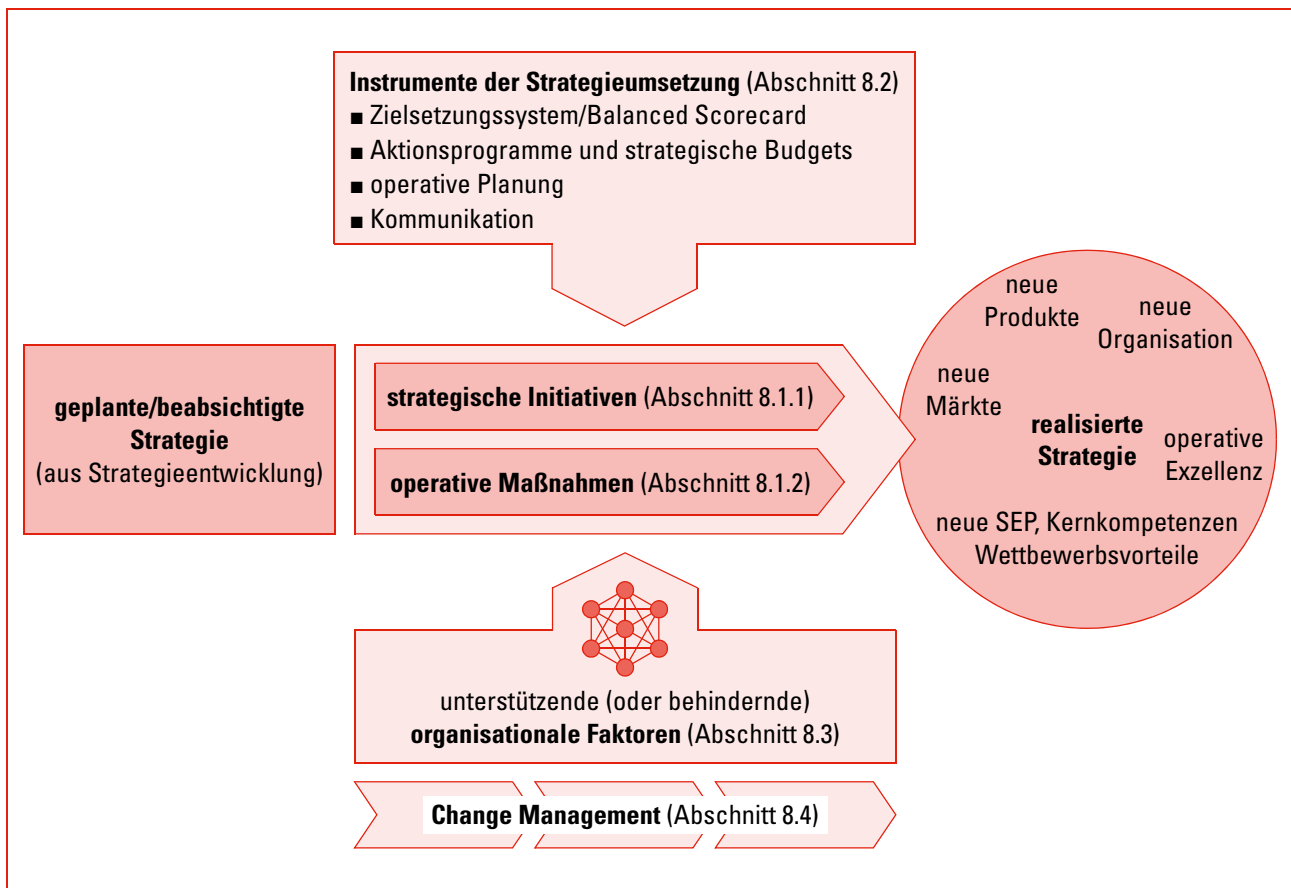 Instrumente der Strategieumsetzung (Abschnitt 8.2)
■ Zielsetzungssystem/Balanced Scorecard
■ Aktionsprogramme und strategische Budgets
■ operative Planung
■ Kommunikation
geplante/beabsichtigte
Strategie
(aus Strategieentwicklung)
strategische Initiativen (Abschnitt 8.1.1)
operative Maßnahmen (Abschnitt 8.1.2)
neue
Produkte
neue
Organisation
neue
Märkte
realisierte
Strategie
operative
Exzellenz
neue SEP, Kernkompetenzen
Wettbewerbsvorteile
unterstützende (oder behindernde)
organisationale Faktoren (Abschnitt 8.3)
Change Management (Abschnitt 8.4)